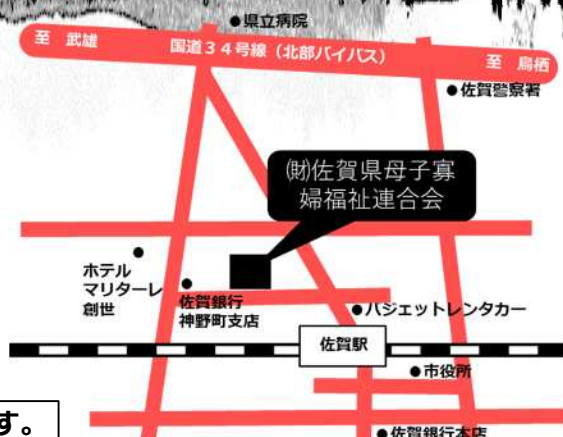 ●県立病院
至 武雄
国道３４号線（北部バイパス）
至 鳥栖
●佐賀警察署
㈶佐賀県母子寡
婦福祉連合会
ホテル
マリターレ
創世
佐賀銀行
神野町支店
●バジェットレンタカー
佐賀駅
●市役所
す。
●佐賀銀行本店